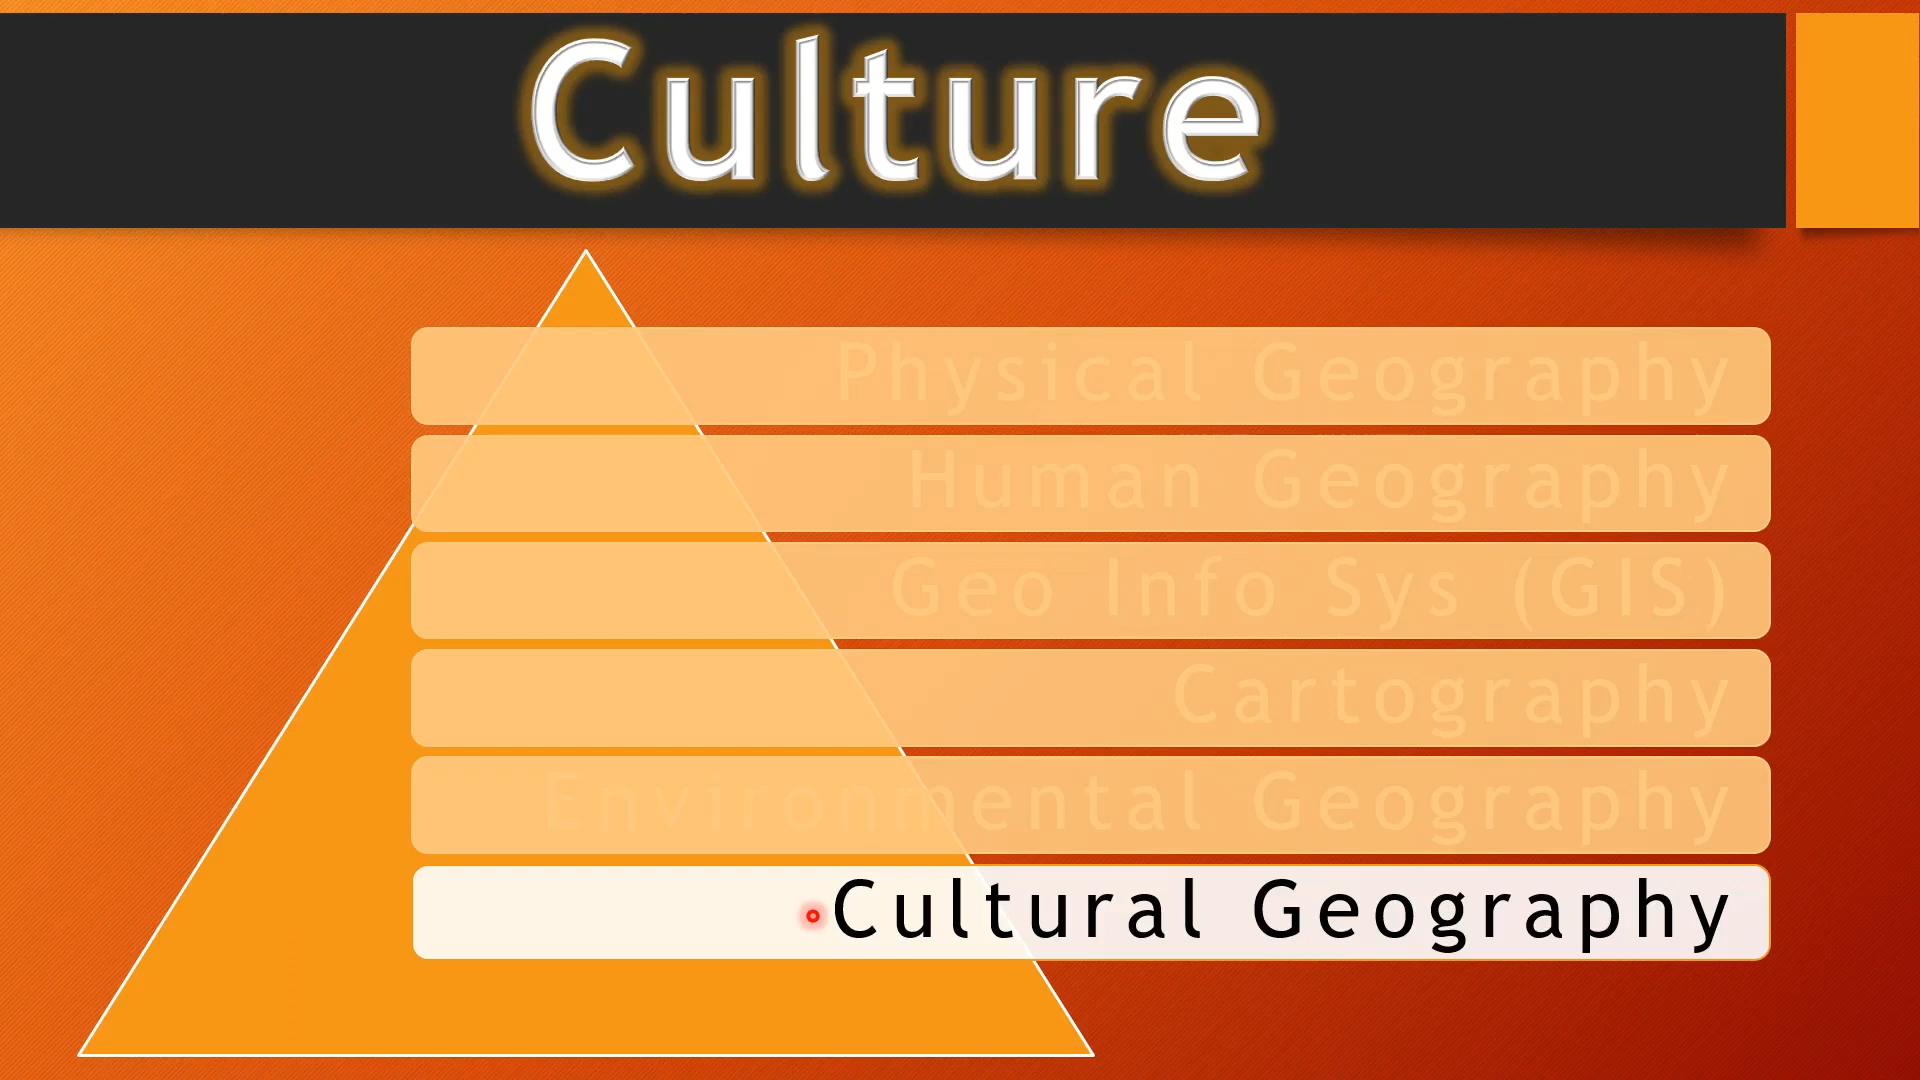 Culture
Physical Geography
Human Geography
Geo Info Sys (GIS)
Cartography
Environmental Geography
Cultural Geography